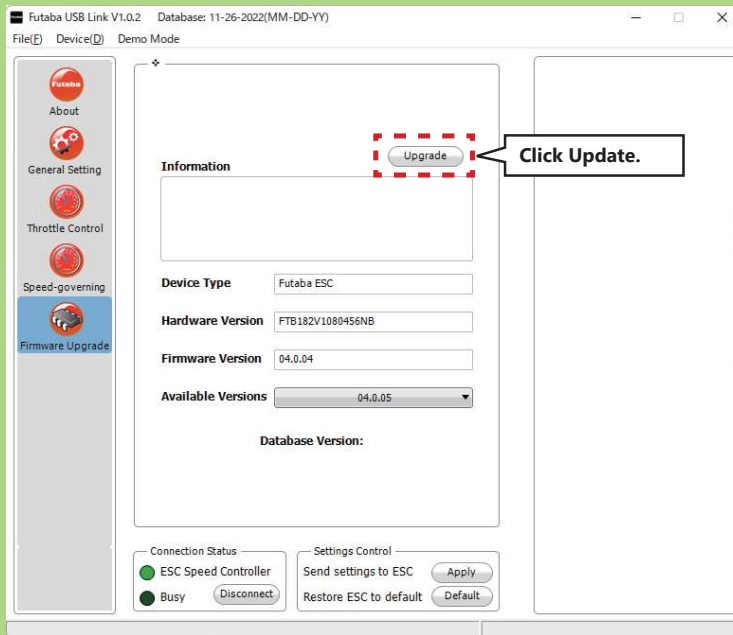 Futaba USB Link V1.0.2 Database: 11-26-2022(MM-DD-YY)
File(F) Device(D) Demo Mode
Futaba
About
General Setting
Throttle Control
Speed-governing
Firmware Upgrade
Upgrade
Click Update.
Information
Device Type Futaba ESC
Hardware Version FTB182V1080456NB
Firmware Version 04.0.04
Available Versions 04.0.05
Database Version:
Connection Status
ESC Speed Controller
Busy Disconnect
Settings Control
Send settings to ESC Apply
Restore ESC to default Default